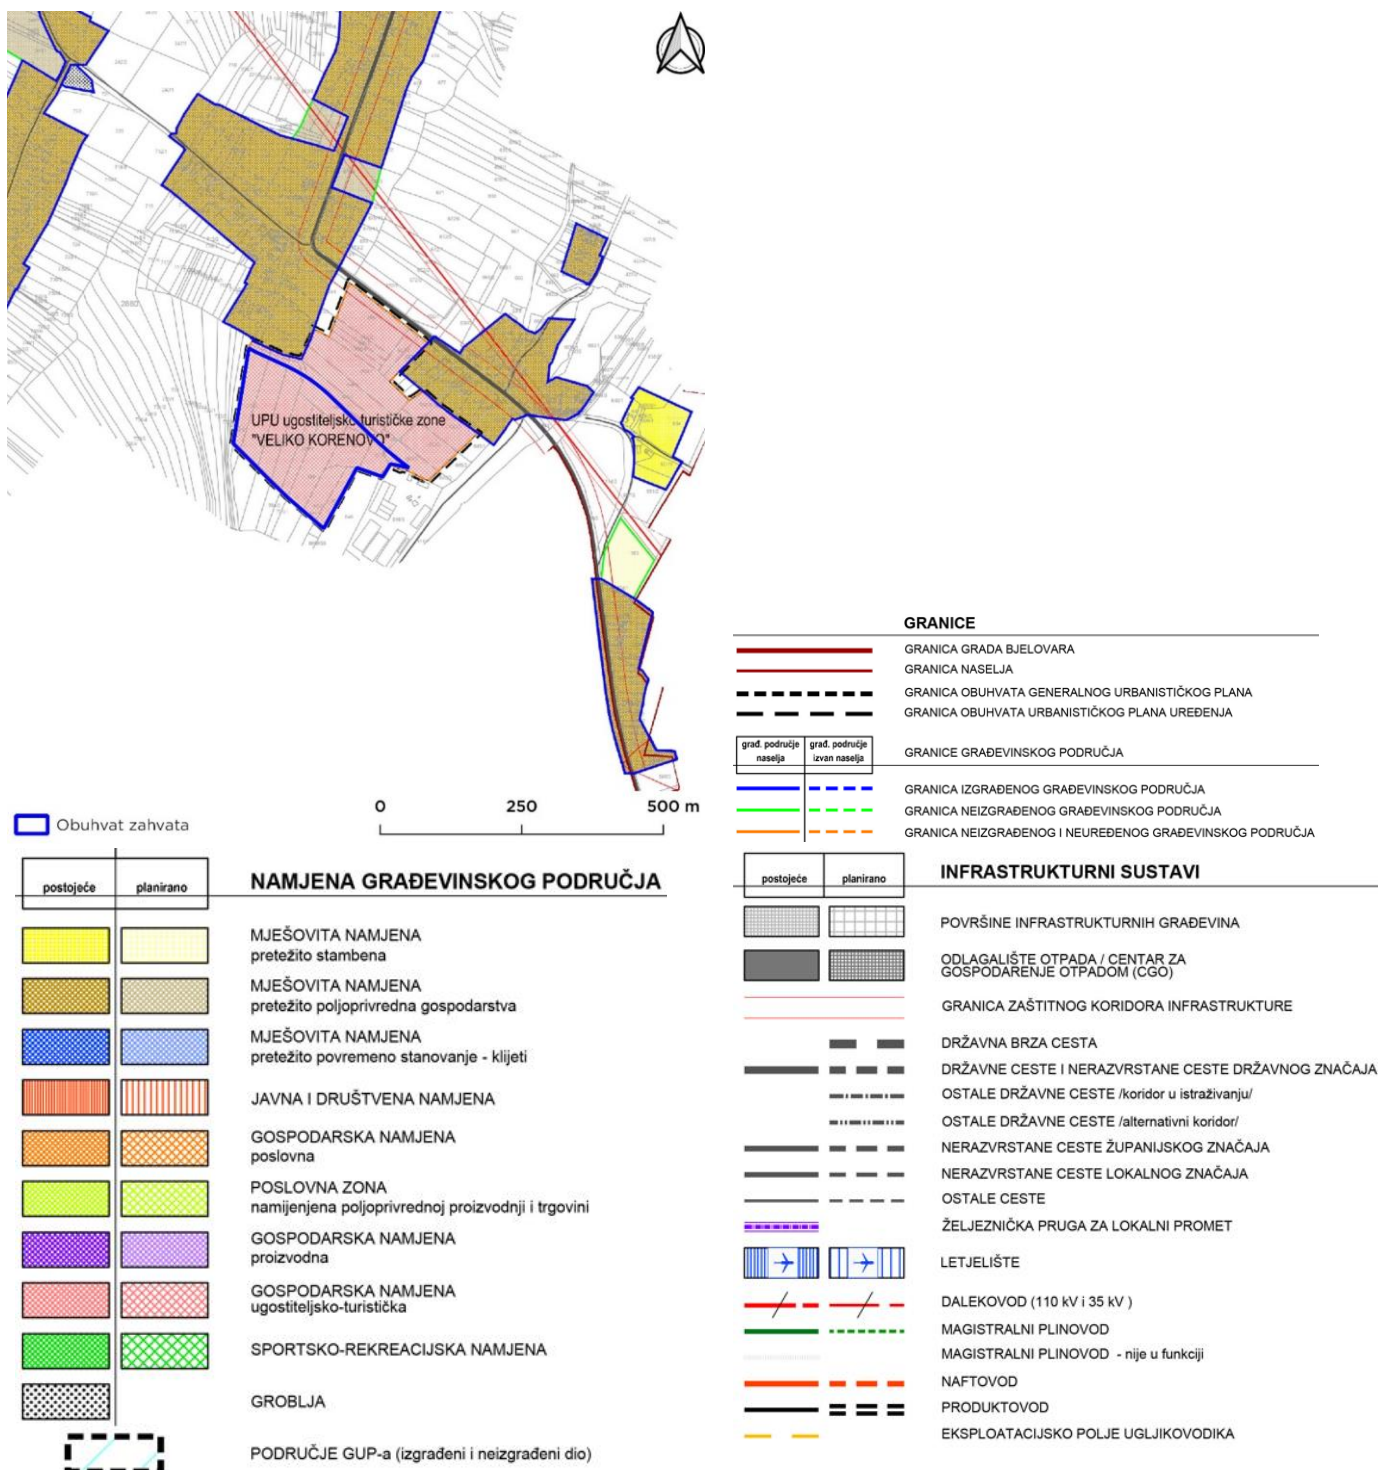 UPU ugostiteljsko-turističke zone
"VELIKO KORENOVO"
0 250 500 m
Obuhvat zahvata
GRANICE
GRANICA GRADA BJELOVARA
GRANICA NASELJA
GRANICA OBUHVATA GENERALNOG URBANISTIČKOG PLANA
GRANICA OBUHVATA URBANISTIČKOG PLANA UREĐENJA
građ. područje naselja
građ. područje izvan naselja
GRANICE GRAĐEVINSKOG PODRUČJA
GRANICA IZGRAĐENOG GRAĐEVINSKOG PODRUČJA
GRANICA NEIZGRAĐENOG GRAĐEVINSKOG PODRUČJA
GRANICA NEIZGRAĐENOG I NEUREĐENOG GRAĐEVINSKOG PODRUČJA
postojeće planirano NAMJENA GRAĐEVINSKOG PODRUČJA
MJEŠOVITA NAMJENA
pretežito stambena
MJEŠOVITA NAMJENA
pretežito poljoprivredna gospodarstva
MJEŠOVITA NAMJENA
pretežito povremeno stanovanje - klijeti
JAVNA I DRUŠTVENA NAMJENA
GOSPODARSKA NAMJENA
poslovna
POSLOVNA ZONA
namijenjena poljoprivrednoj proizvodnji i trgovini
GOSPODARSKA NAMJENA
proizvodna
GOSPODARSKA NAMJENA
ugostiteljsko-turistička
SPORTSKO-REKREACIJSKA NAMJENA
GROBLJA
PODRUČJE GUP-a (izgrađeni i neizgrađeni dio)
postojeće planirano INFRASTRUKTURNI SUSTAVI
POVRŠINE INFRASTRUKTURNIH GRAĐEVINA
ODLAGALIŠTE OTPADA / CENTAR ZA
GOSPODARENJE OTPADOM (CGO)
GRANICA ZAŠTITNOG KORIDORA INFRASTRUKTURE
DRŽAVNA BRZA CESTA
DRŽAVNE CESTE I NERAZVRSTANE CESTE DRŽAVNOG ZNAČAJA
OSTALE DRŽAVNE CESTE /koridor u istraživanju/
OSTALE DRŽAVNE CESTE /alternativni koridor/
NERAZVRSTANE CESTE ŽUPANIJSKOG ZNAČAJA
NERAZVRSTANE CESTE LOKALNOG ZNAČAJA
OSTALE CESTE
ŽELJEZNIČKA PRUGA ZA LOKALNI PROMET
LETJELIŠTE
DALEKOVOD (110 kV i 35 kV )
MAGISTRALNI PLINOVOD
MAGISTRALNI PLINOVOD - nije u funkciji
NAFTOVOD
PRODUKTOVOD
EKSPLOATACIJSKO POLJE UGLJIKOVODIKA